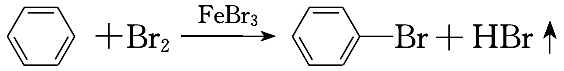 FeBr₃
+Br₂ → —Br + HBr↑